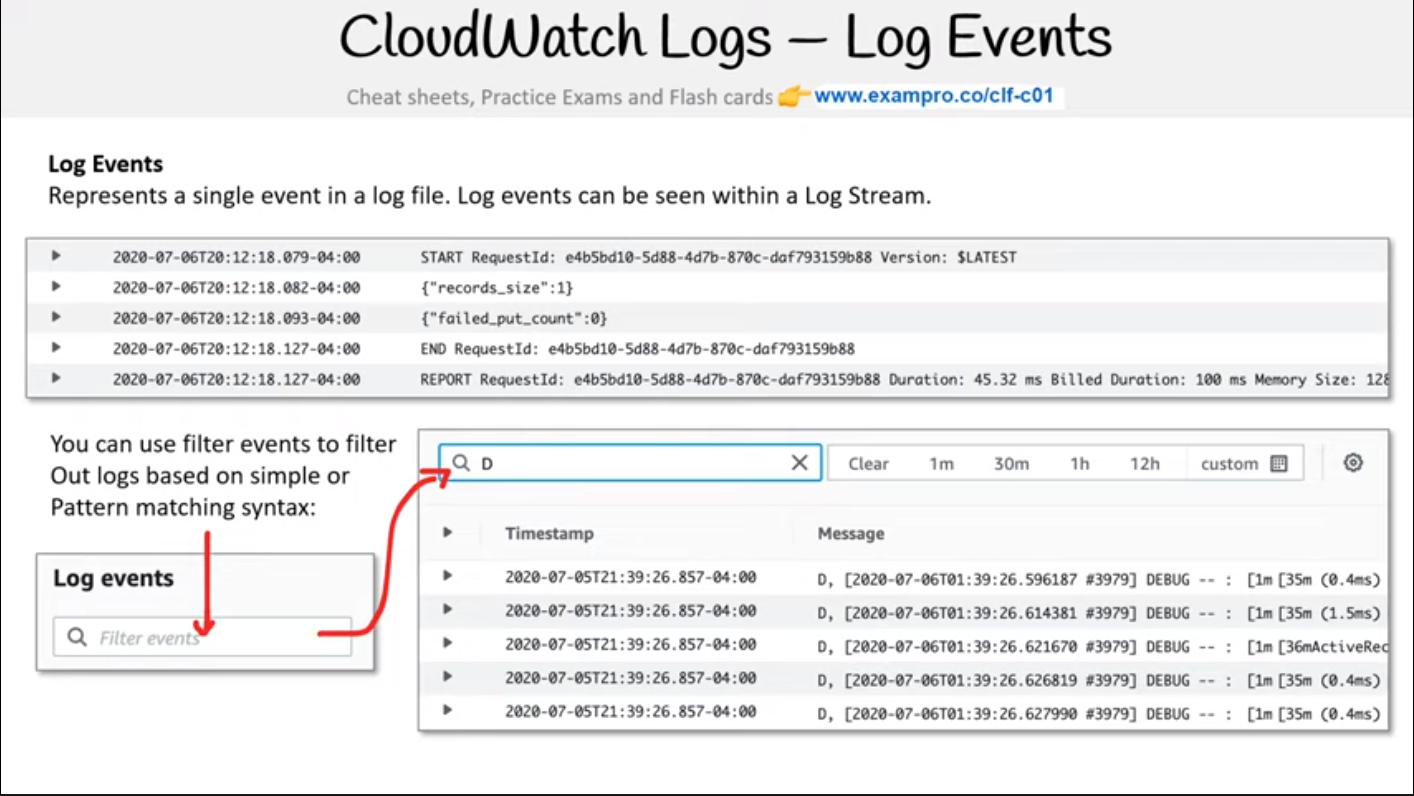 CloudWatch Logs – Log Events
Cheat sheets, Practice Exams and Flash cards 👉 www.exampro.co/clf-c01
Log Events
Represents a single event in a log file. Log events can be seen within a Log Stream.
2020-07-06T20:12:18.079-04:00 START RequestId: e4b5bd10-5d88-4d7b-870c-daf793159b88 Version: $LATEST
2020-07-06T20:12:18.082-04:00 {"records_size":1}
2020-07-06T20:12:18.093-04:00 {"failed_put_count":0}
2020-07-06T20:12:18.127-04:00 END RequestId: e4b5bd10-5d88-4d7b-870c-daf793159b88
2020-07-06T20:12:18.127-04:00 REPORT RequestId: e4b5bd10-5d88-4d7b-870c-daf793159b88 Duration: 45.32 ms Billed Duration: 100 ms Memory Size: 128
You can use filter events to filter
Out logs based on simple or
Pattern matching syntax:
Log events
Filter events
D Clear 1m 30m 1h 12h custom
Timestamp Message
2020-07-05T21:39:26.857-04:00 D, [2020-07-06T01:39:26.596187 #3979] DEBUG -- : [1m [35m (0.4ms)
2020-07-05T21:39:26.857-04:00 D, [2020-07-06T01:39:26.614381 #3979] DEBUG -- : [1m [35m (1.5ms)
2020-07-05T21:39:26.857-04:00 D, [2020-07-06T01:39:26.621670 #3979] DEBUG -- : [1m [36mActiveRec
2020-07-05T21:39:26.857-04:00 D, [2020-07-06T01:39:26.626819 #3979] DEBUG -- : [1m [35m (0.4ms)
2020-07-05T21:39:26.857-04:00 D, [2020-07-06T01:39:26.627990 #3979] DEBUG -- : [1m [35m (0.4ms)